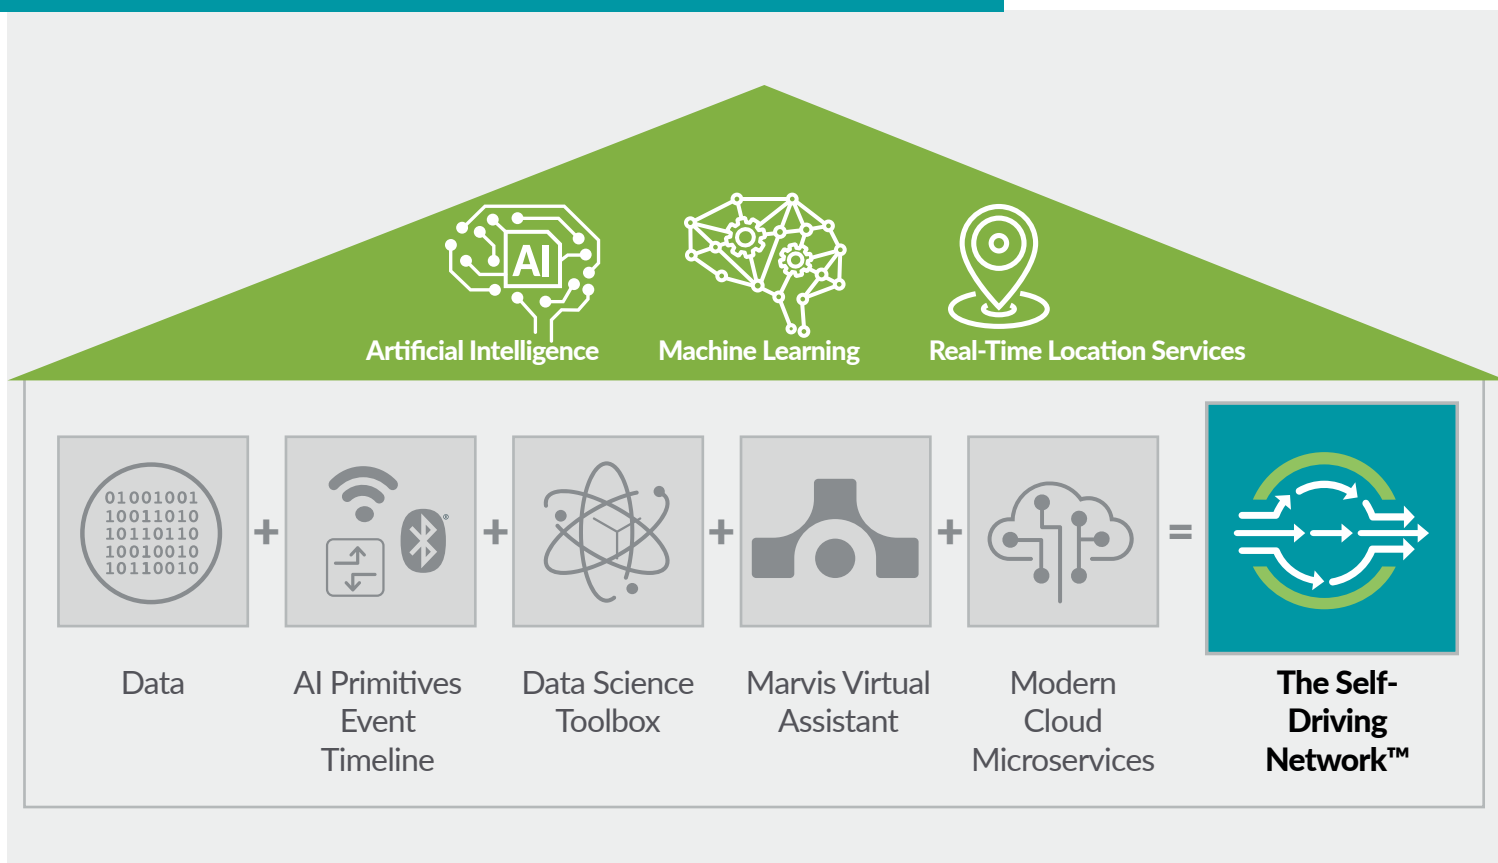 AI
Artificial Intelligence
Machine Learning
Real-Time Location Services
01001001
10011010
10110110
10010010
10110010
+
®
+
+
+
=
Data
AI Primitives
Event
Timeline
Data Science
Toolbox
Marvis Virtual
Assistant
Modern
Cloud
Microservices
The Self-
Driving
Network™